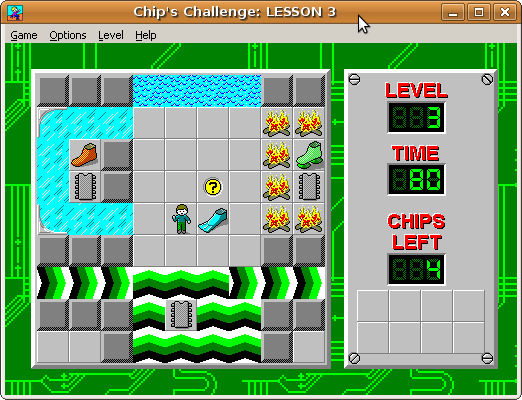 Chip's Challenge: LESSON 3
Game Options Level Help
LEVEL
3
TIME
80
?
CHIPS
LEFT
4